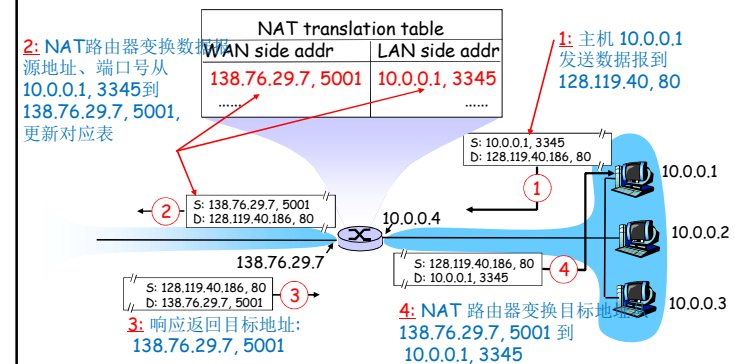 NAT translation table
WAN side addr LAN side addr
138.76.29.7, 5001 10.0.0.1, 3345
…… ……
2: NAT路由器变换数据报
源地址、端口号从
10.0.0.1, 3345到
138.76.29.7, 5001,
更新对应表
1: 主机 10.0.0.1
发送数据报到
128.119.40, 80
S: 10.0.0.1, 3345
D: 128.119.40.186, 80
1
10.0.0.1
S: 138.76.29.7, 5001
D: 128.119.40.186, 80
2
10.0.0.4
10.0.0.2
138.76.29.7
S: 128.119.40.186, 80
D: 10.0.0.1, 3345
4
S: 128.119.40.186, 80
D: 138.76.29.7, 5001
3
10.0.0.3
3: 响应返回目标地址:
138.76.29.7, 5001
4: NAT 路由器变换目标地址
138.76.29.7, 5001 到
10.0.0.1, 3345